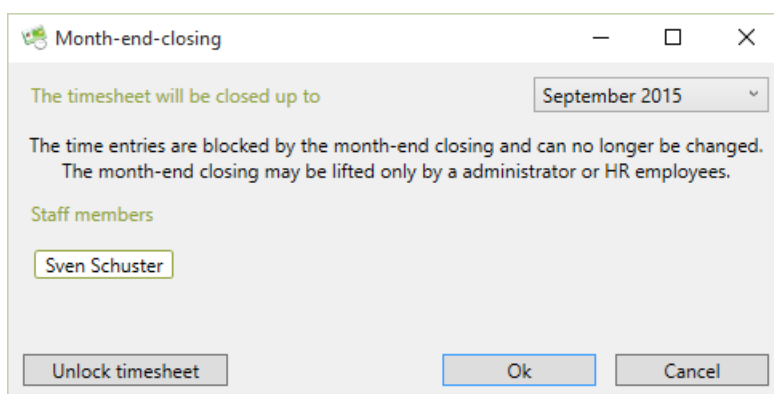 Month-end-closing
The timesheet will be closed up to September 2015
The time entries are blocked by the month-end closing and can no longer be changed.
The month-end closing may be lifted only by a administrator or HR employees.
Staff members
Sven Schuster
Unlock timesheet Ok Cancel